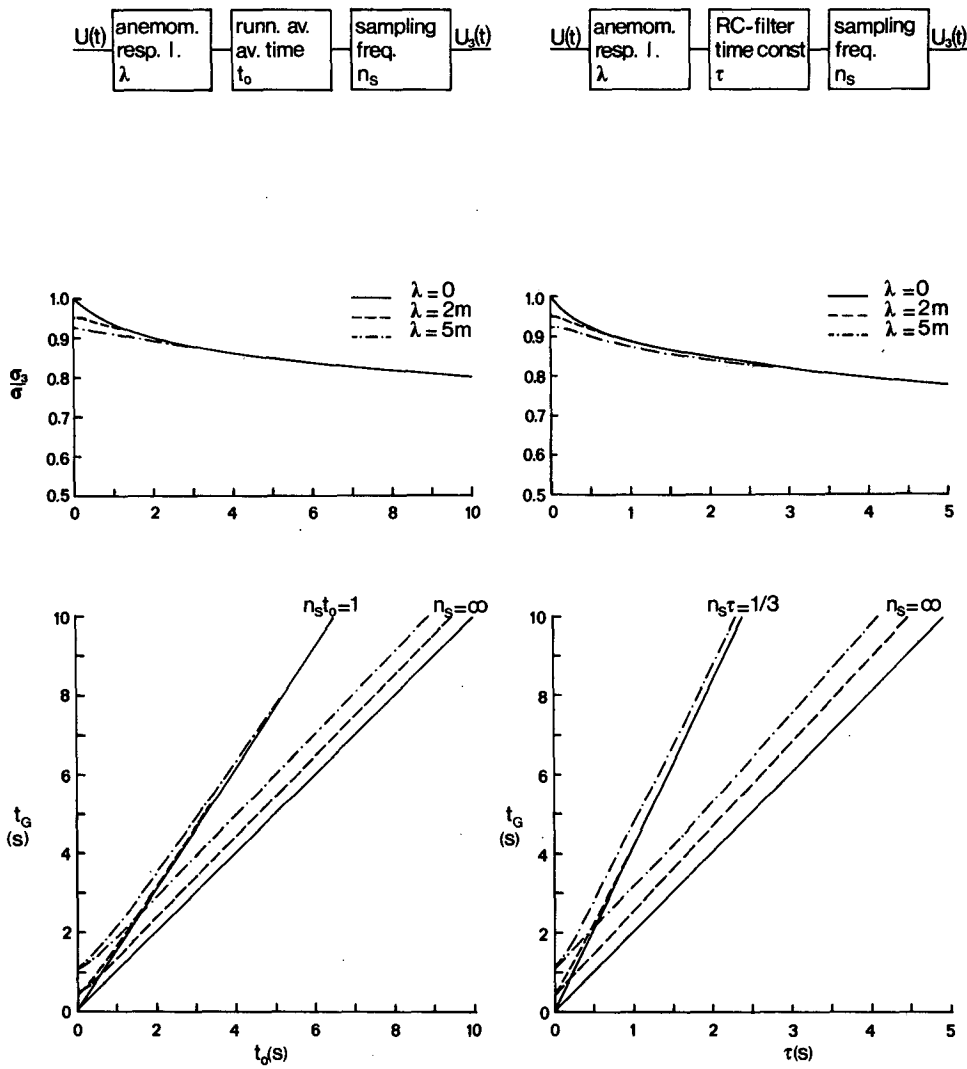 U(t)
anemom.
resp. l.
λ
runn. av.
av. time
t₀
sampling
freq.
nₛ
U₃(t)
U(t)
anemom.
resp. l.
λ
RC-filter
time const
τ
sampling
freq.
nₛ
U₃(t)
1.0
0.9
0.8
0.7
0.6
0.5
σ₃
σ
λ = 0
λ = 2m
λ = 5m
0 2 4 6 8 10
1.0
0.9
0.8
0.7
0.6
0.5
λ = 0
λ = 2m
λ = 5m
0 1 2 3 4 5
nₛt₀=1
nₛ=∞
10
8
6
4
2
0
t_G
(s)
0 2 4 6 8 10
t₀(s)
nₛτ=1/3
nₛ=∞
10
8
6
4
2
0
t_G
(s)
0 1 2 3 4 5
τ(s)